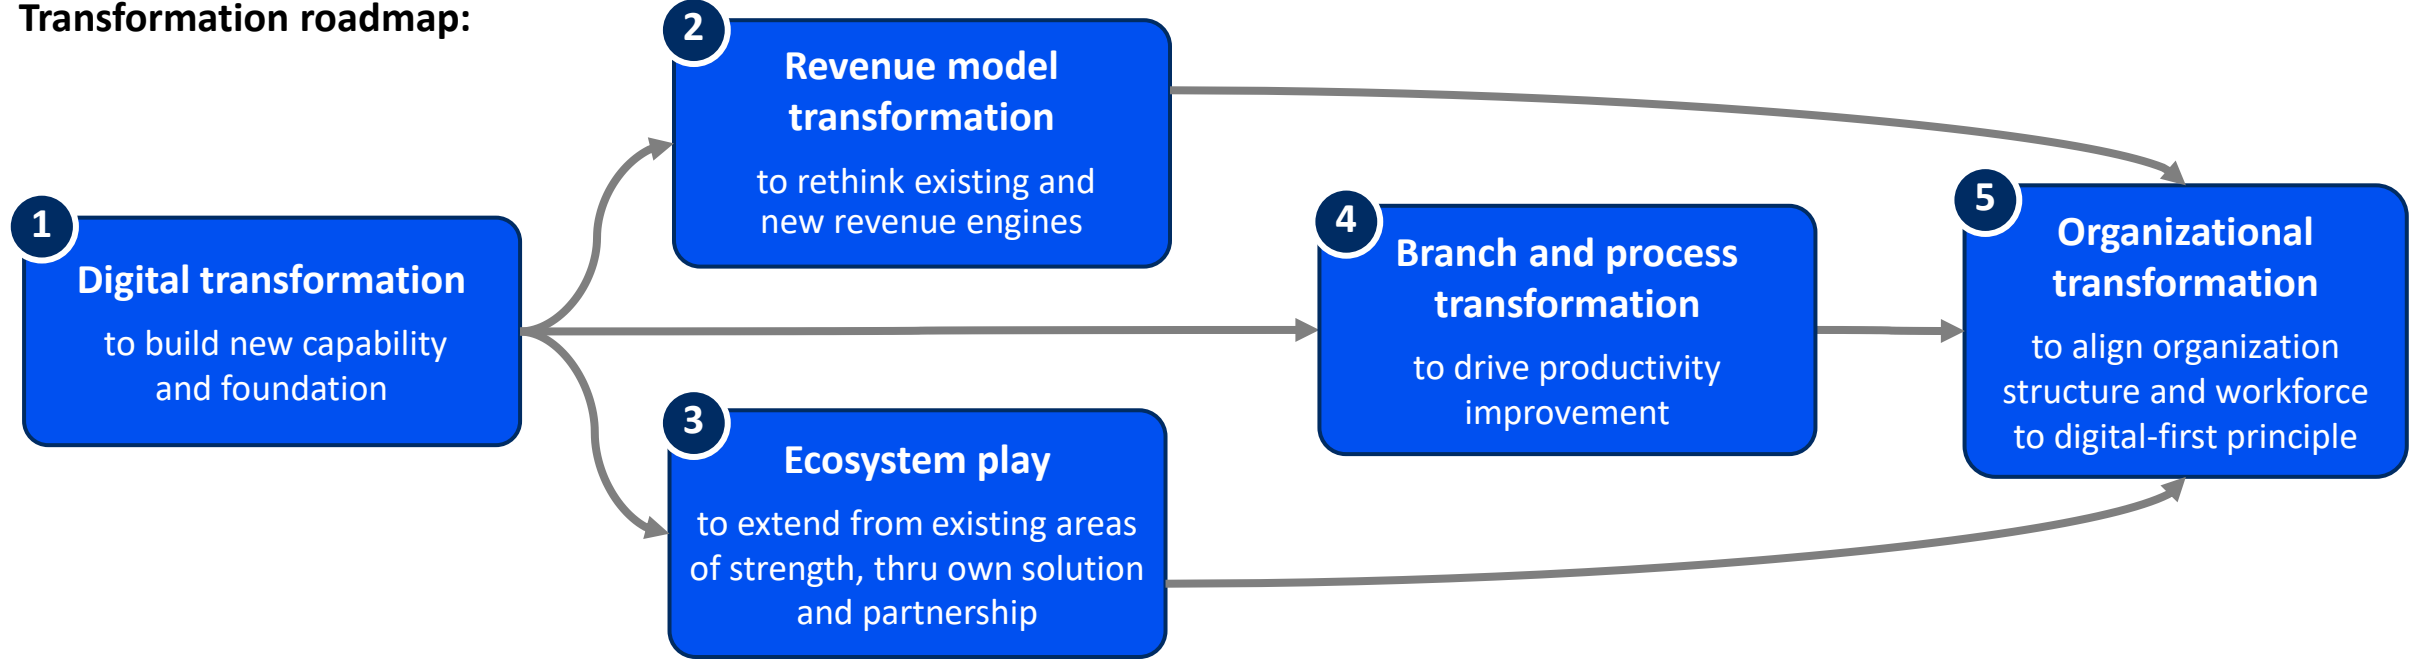 Transformation roadmap:
1
Digital transformation
to build new capability
and foundation
2
Revenue model
transformation
to rethink existing and
new revenue engines
3
Ecosystem play
to extend from existing areas
of strength, thru own solution
and partnership
4
Branch and process
transformation
to drive productivity
improvement
5
Organizational
transformation
to align organization
structure and workforce
to digital-first principle